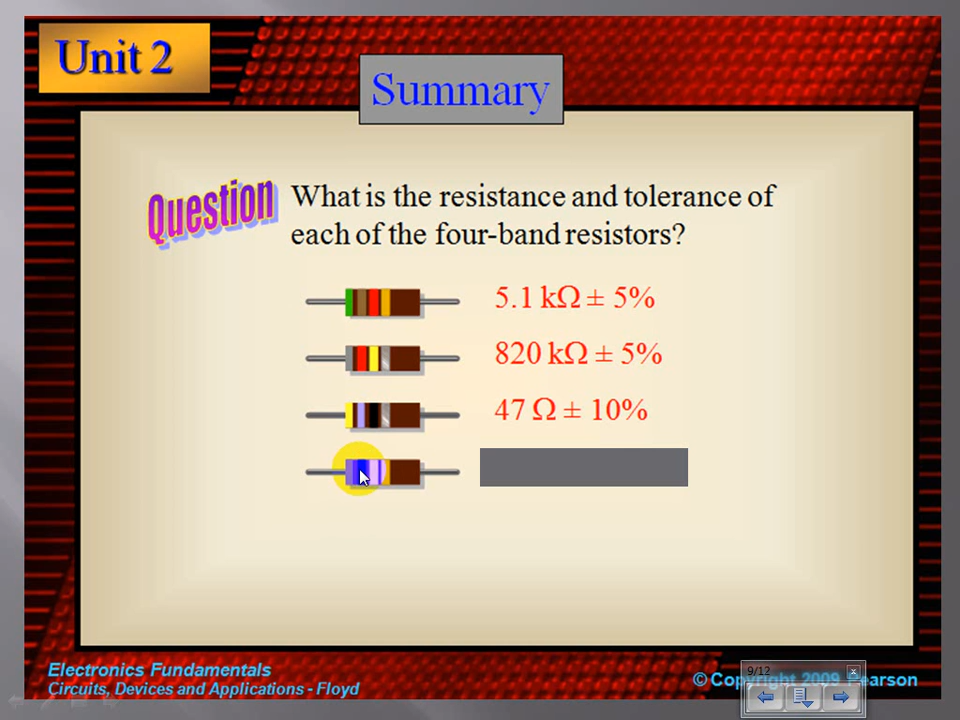 Unit 2
Summary
Question
What is the resistance and tolerance of
each of the four-band resistors?
5.1 kΩ ± 5%
820 kΩ ± 5%
47 Ω ± 10%
Electronics Fundamentals
Circuits, Devices and Applications - Floyd
9/12
x
© Copyright 2009 Pearson